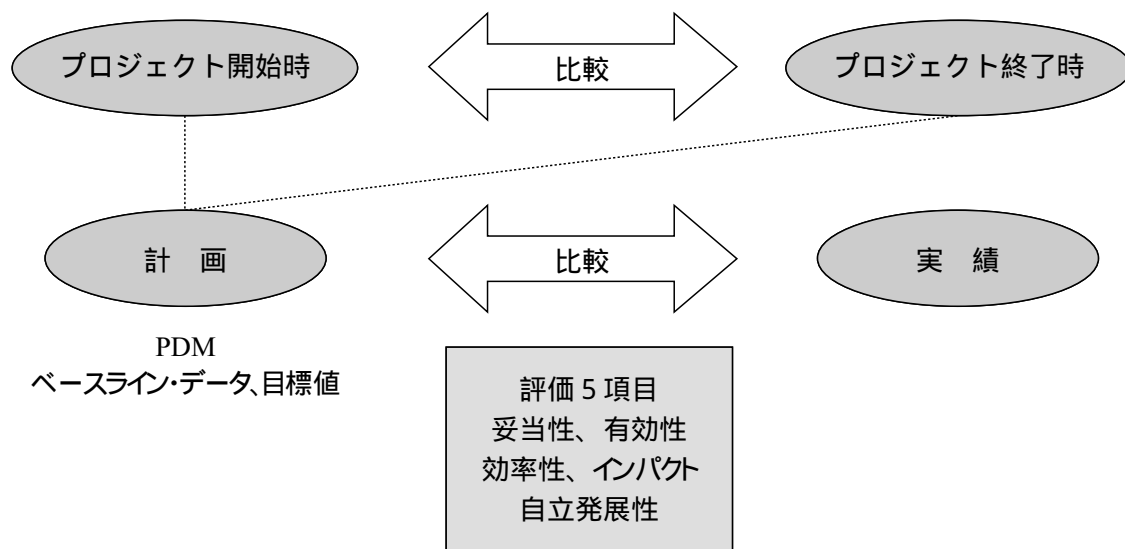 プロジェクト開始時
比較
プロジェクト終了時
計　画
比較
実　績
PDM
ベースライン・データ、目標値
評価５項目
妥当性、有効性
効率性、インパクト
自立発展性